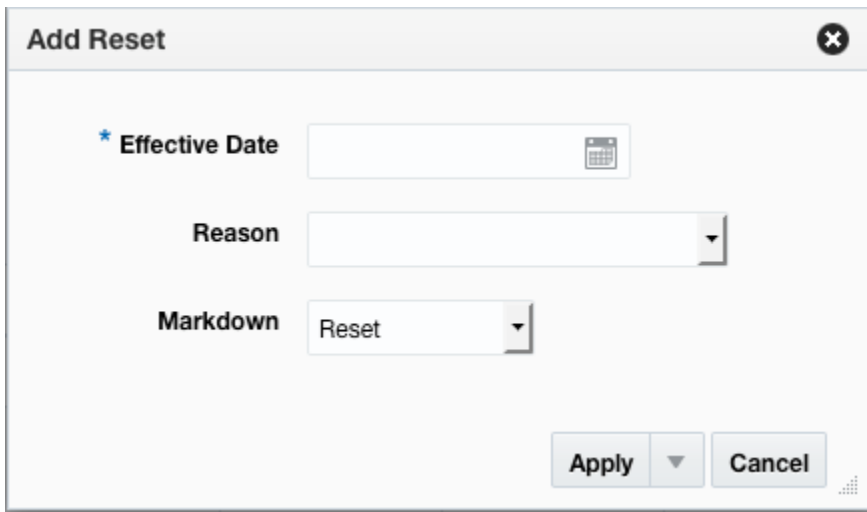 Add Reset
* Effective Date
Reason
Markdown Reset
Apply Cancel